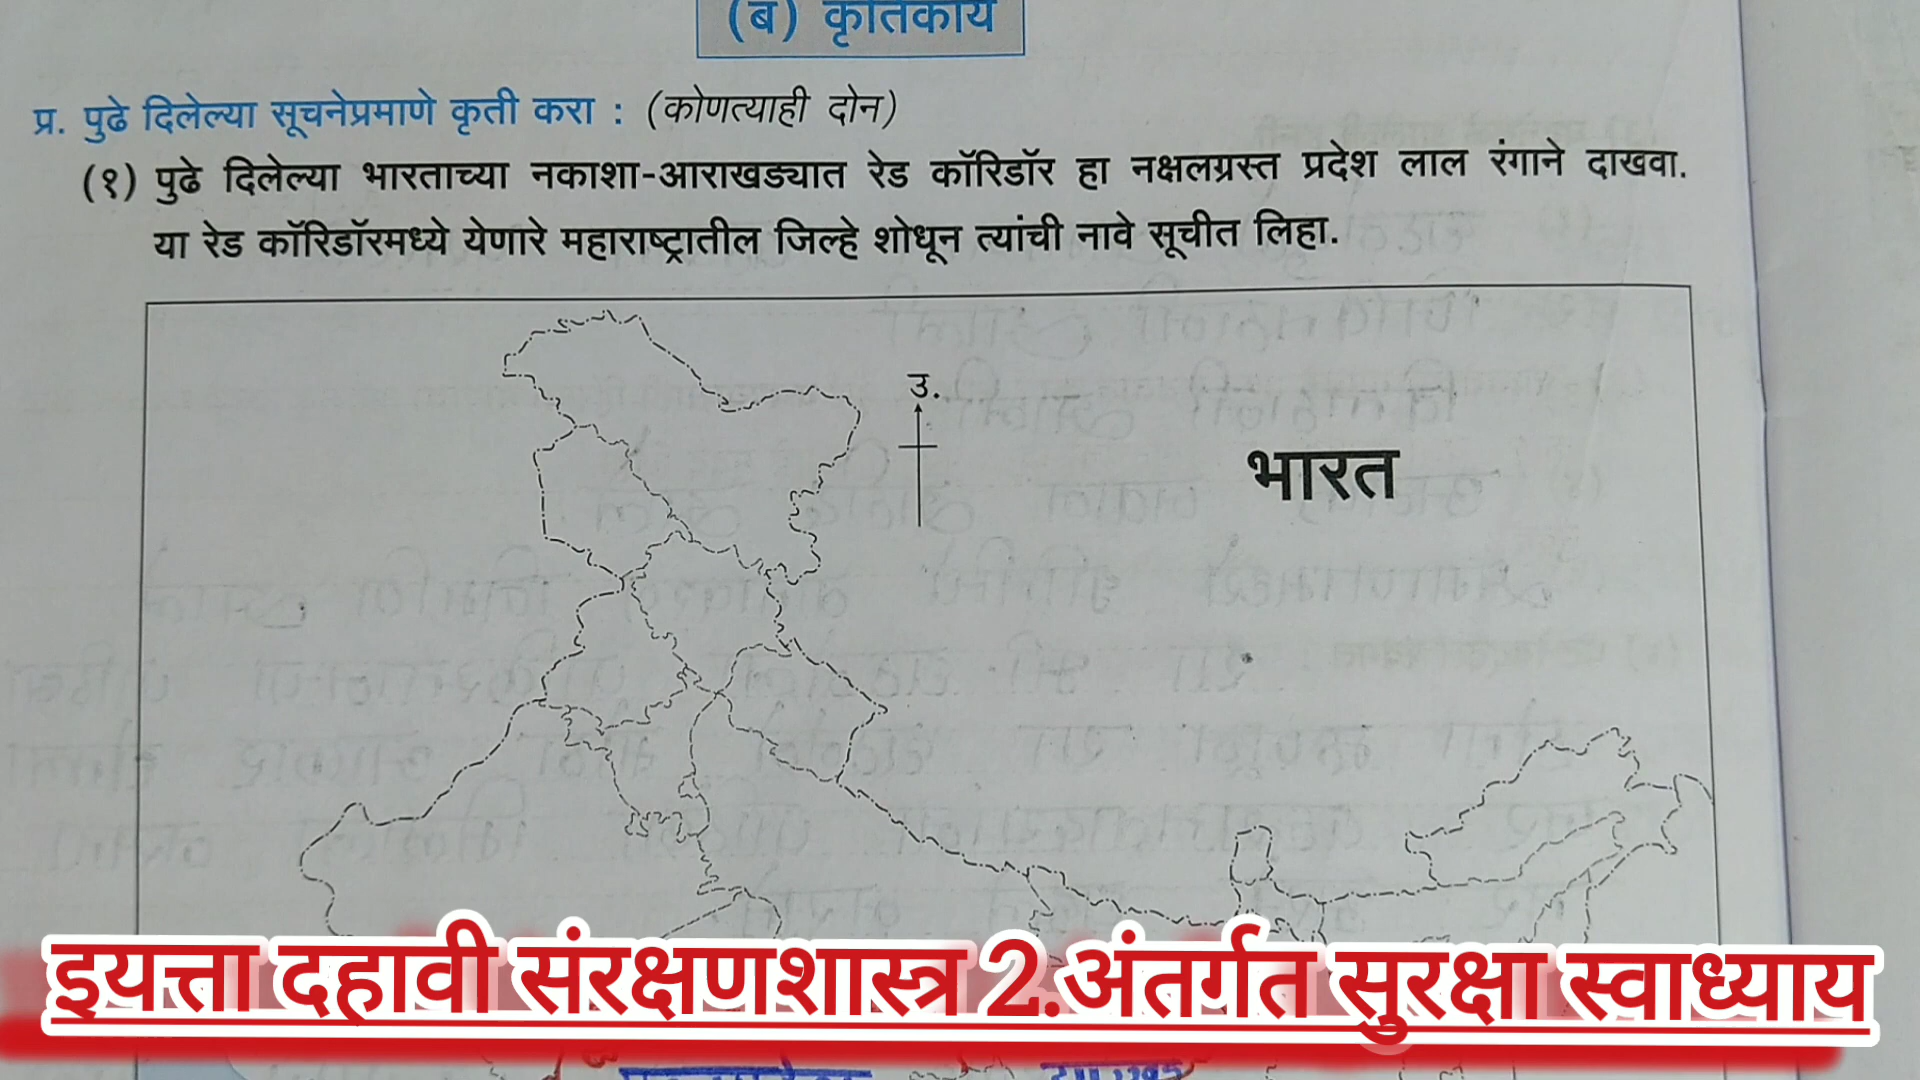 (ब) कृतिकार्य
प्र. पुढे दिलेल्या सूचनेप्रमाणे कृती करा : (कोणत्याही दोन)
(१) पुढे दिलेल्या भारताच्या नकाशा-आराखड्यात रेड कॉरिडॉर हा नक्षलग्रस्त प्रदेश लाल रंगाने दाखवा.
या रेड कॉरिडॉरमध्ये येणारे महाराष्ट्रातील जिल्हे शोधून त्यांची नावे सूचीत लिहा.
उ.
भारत
इयत्ता दहावी संरक्षणशास्त्र 2.अंतर्गत सुरक्षा स्वाध्याय